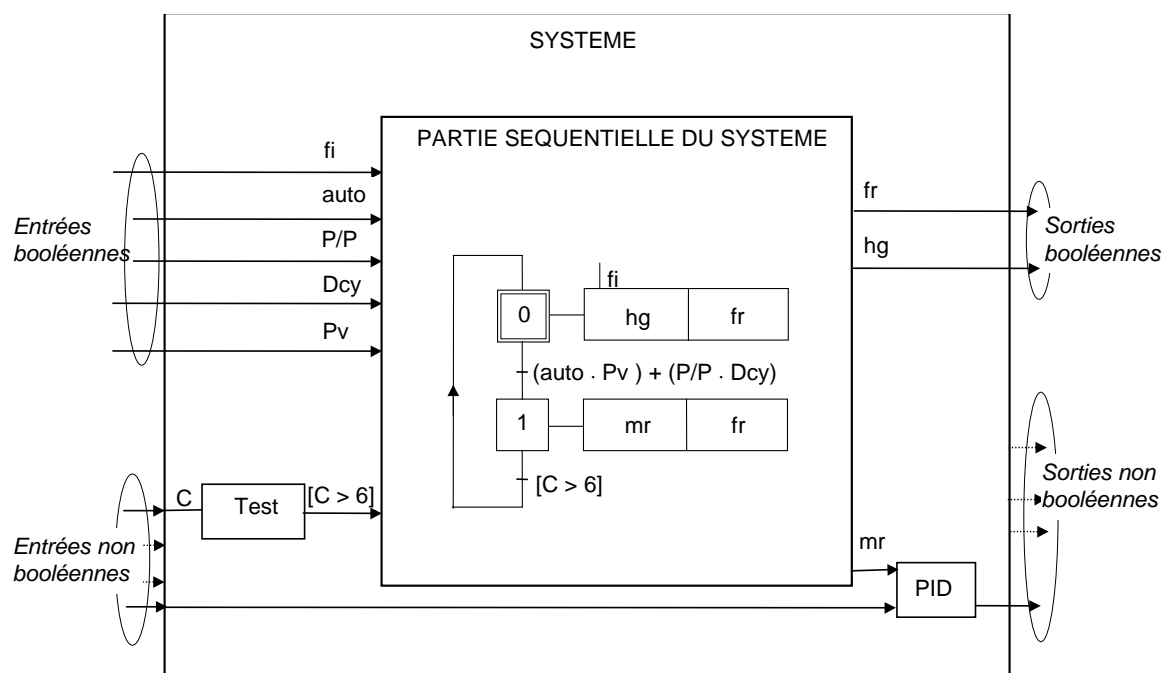 SYSTEME
PARTIE SEQUENTIELLE DU SYSTEME
fi
auto
P/P
Dcy
Pv
Entrées
booléennes
fr
hg
Sorties
booléennes
fi
0
hg
fr
(auto . Pv ) + (P/P . Dcy)
1
mr
fr
[C > 6]
C
Test
[C > 6]
Entrées non
booléennes
Sorties non
booléennes
mr
PID